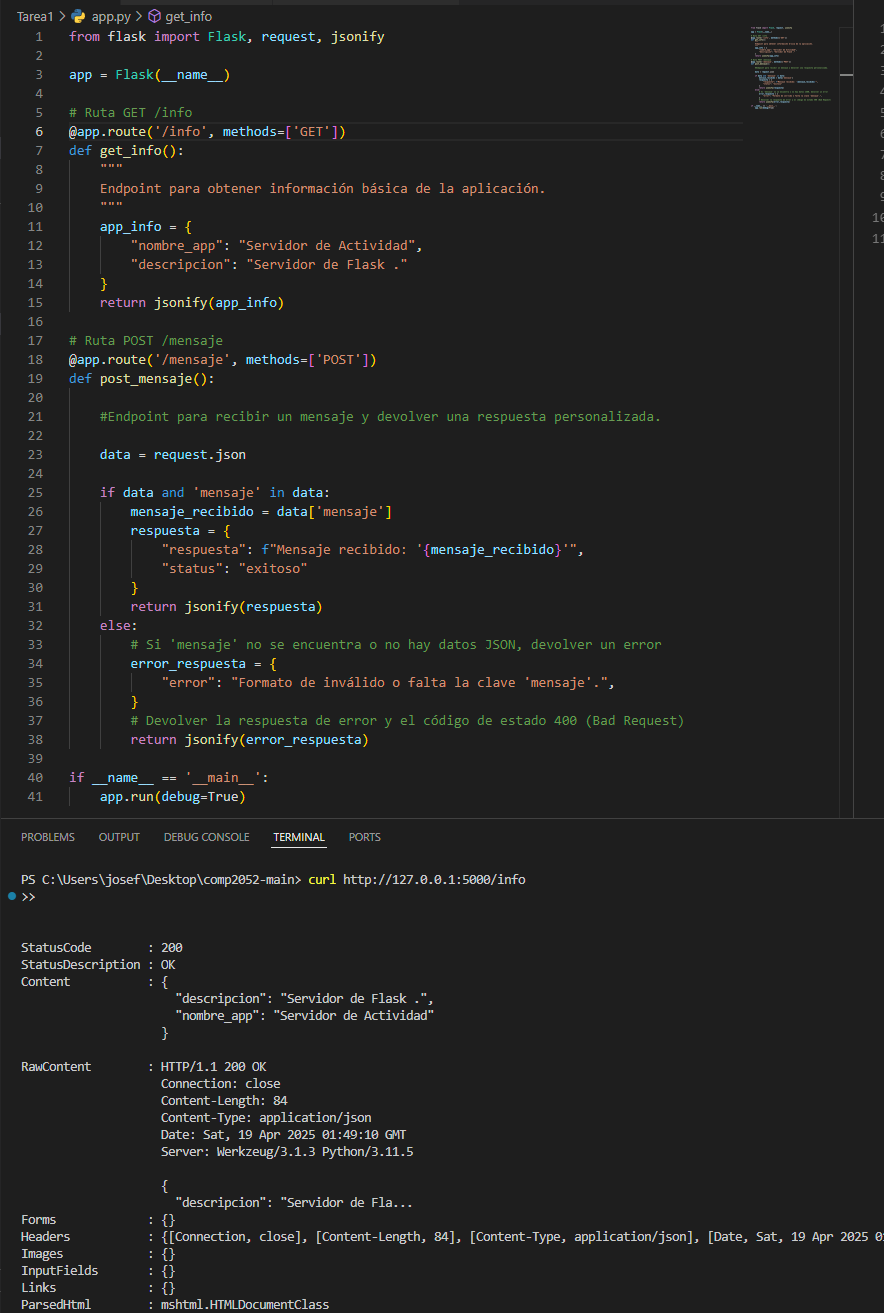 Tarea1 > app.py > get_info
1 from flask import Flask, request, jsonify
2
3 app = Flask(__name__)
4
5 # Ruta GET /info
6 @app.route('/info', methods=['GET'])
7 def get_info():
8     """
9     Endpoint para obtener información básica de la aplicación.
10     """
11     app_info = {
12         "nombre_app": "Servidor de Actividad",
13         "descripcion": "Servidor de Flask ."
14     }
15     return jsonify(app_info)
16
17 # Ruta POST /mensaje
18 @app.route('/mensaje', methods=['POST'])
19 def post_mensaje():
20
21     #Endpoint para recibir un mensaje y devolver una respuesta personalizada.
22
23     data = request.json
24
25     if data and 'mensaje' in data:
26         mensaje_recibido = data['mensaje']
27         respuesta = {
28             "respuesta": f"Mensaje recibido: '{mensaje_recibido}'",
29             "status": "exitoso"
30         }
31         return jsonify(respuesta)
32     else:
33         # Si 'mensaje' no se encuentra o no hay datos JSON, devolver un error
34         error_respuesta = {
35             "error": "Formato de inválido o falta la clave 'mensaje'.",
36         }
37         # Devolver la respuesta de error y el código de estado 400 (Bad Request)
38         return jsonify(error_respuesta)
39
40 if __name__ == '__main__':
41     app.run(debug=True)
PROBLEMS OUTPUT DEBUG CONSOLE TERMINAL PORTS
PS C:\Users\josef\Desktop\comp2052-main> curl http://127.0.0.1:5000/info
>>
StatusCode        : 200
StatusDescription : OK
Content           : {
                      "descripcion": "Servidor de Flask .",
                      "nombre_app": "Servidor de Actividad"
                    }
RawContent        : HTTP/1.1 200 OK
                    Connection: close
                    Content-Length: 84
                    Content-Type: application/json
                    Date: Sat, 19 Apr 2025 01:49:10 GMT
                    Server: Werkzeug/3.1.3 Python/3.11.5
                    {
                      "descripcion": "Servidor de Fla...
Forms             : {}
Headers           : {[Connection, close], [Content-Length, 84], [Content-Type, application/json], [Date, Sat, 19 Apr 2025
Images            : {}
InputFields       : {}
Links             : {}
ParsedHtml        : mshtml.HTMLDocumentClass